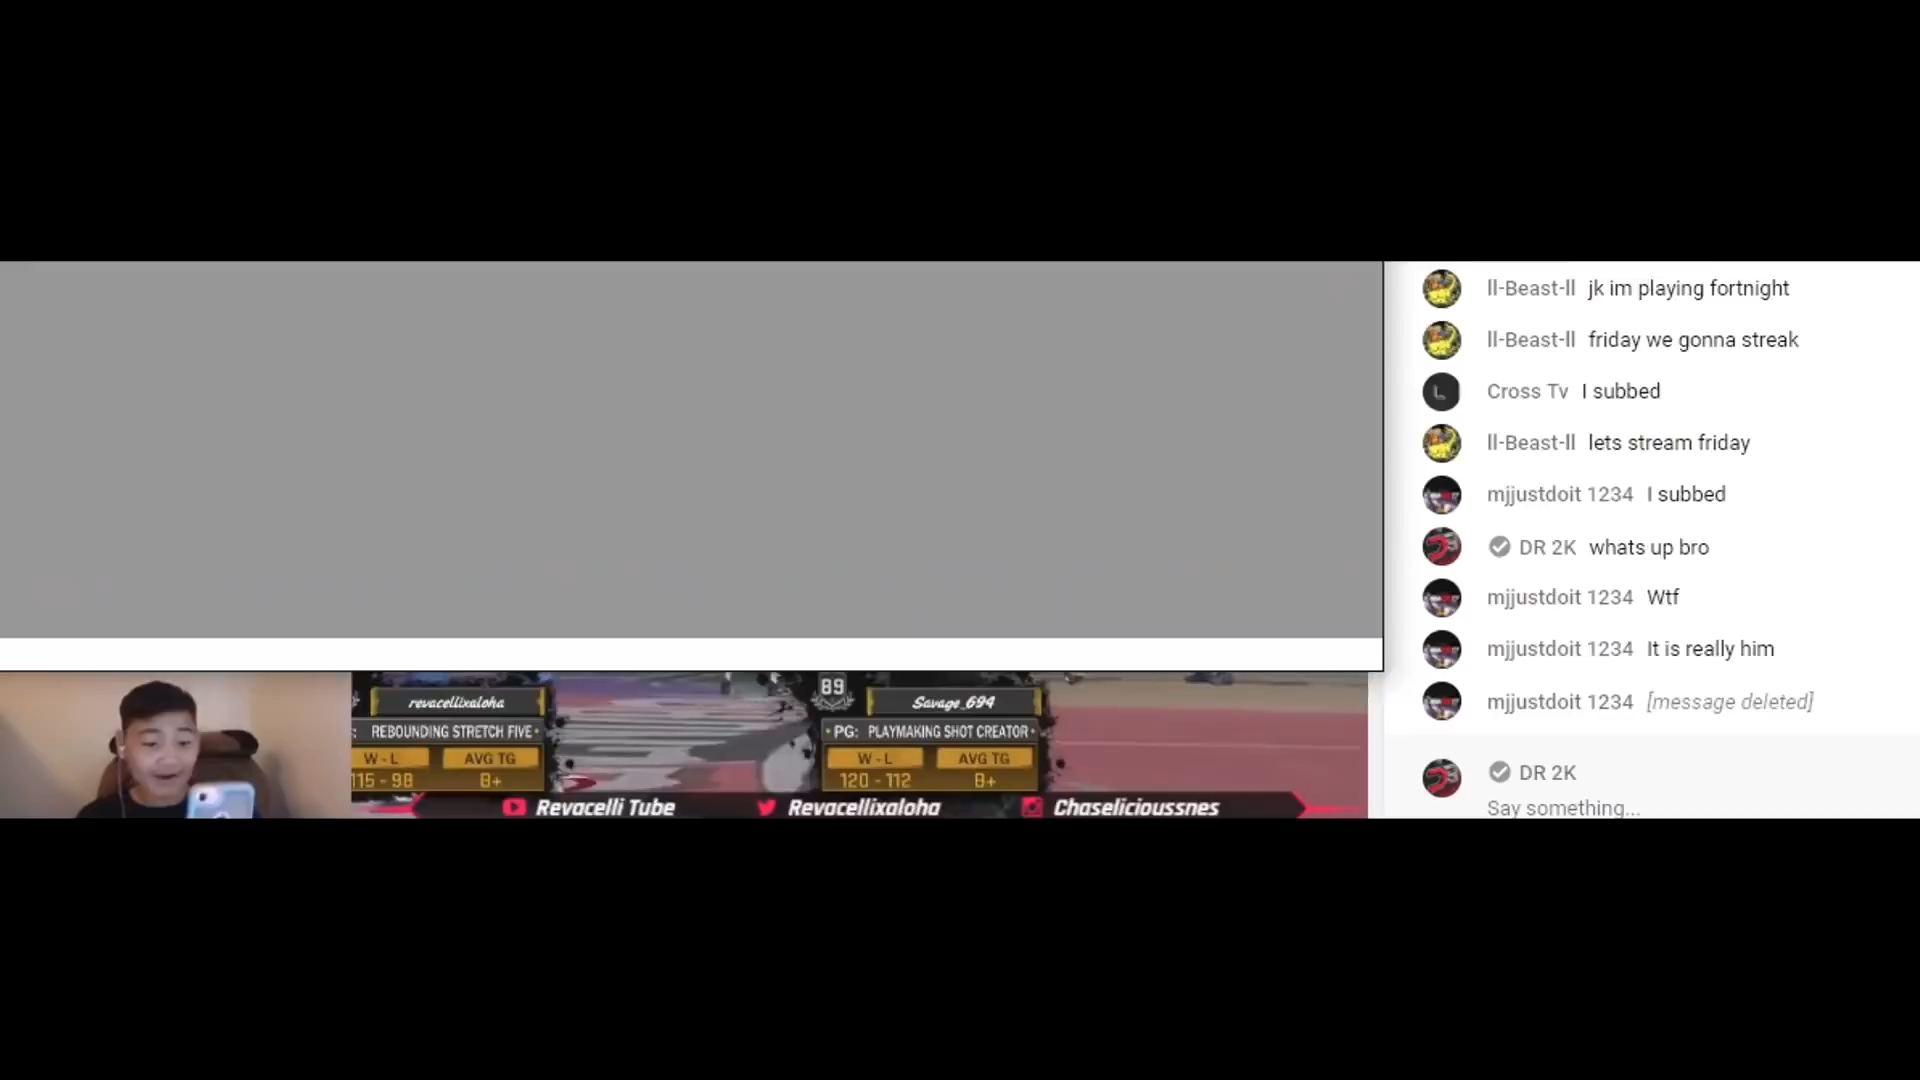 ll-Beast-ll jk im playing fortnight
ll-Beast-ll friday we gonna streak
Cross Tv I subbed
ll-Beast-ll lets stream friday
mjjustdoit 1234 I subbed
DR 2K whats up bro
mjjustdoit 1234 Wtf
mjjustdoit 1234 It is really him
mjjustdoit 1234 [message deleted]
DR 2K
Say something...
revacellixaloha
: REBOUNDING STRETCH FIVE
W - L AVG TG
115 - 98 B+
89
Savage_694
PG: PLAYMAKING SHOT CREATOR
W - L AVG TG
120 - 112 B+
Revacelli Tube Revacellixaloha Chaselicioussnes